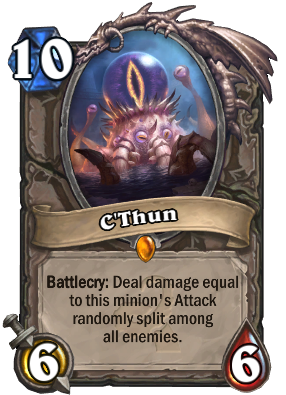 10
C'Thun
Battlecry: Deal damage equal
to this minion's Attack
randomly split among
all enemies.
6 6